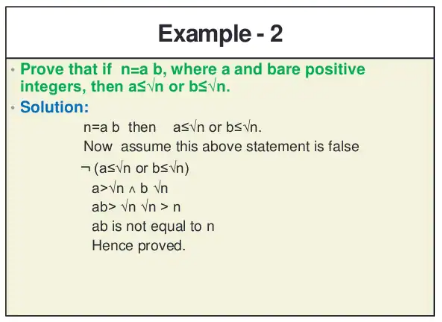 Example - 2
• Prove that if n=a b, where a and bare positive
integers, then a≤√n or b≤√n.
• Solution:
n=a b then a≤√n or b≤√n.
Now assume this above statement is false
¬ (a≤√n or b≤√n)
a>√n ∧ b √n
ab> √n √n > n
ab is not equal to n
Hence proved.